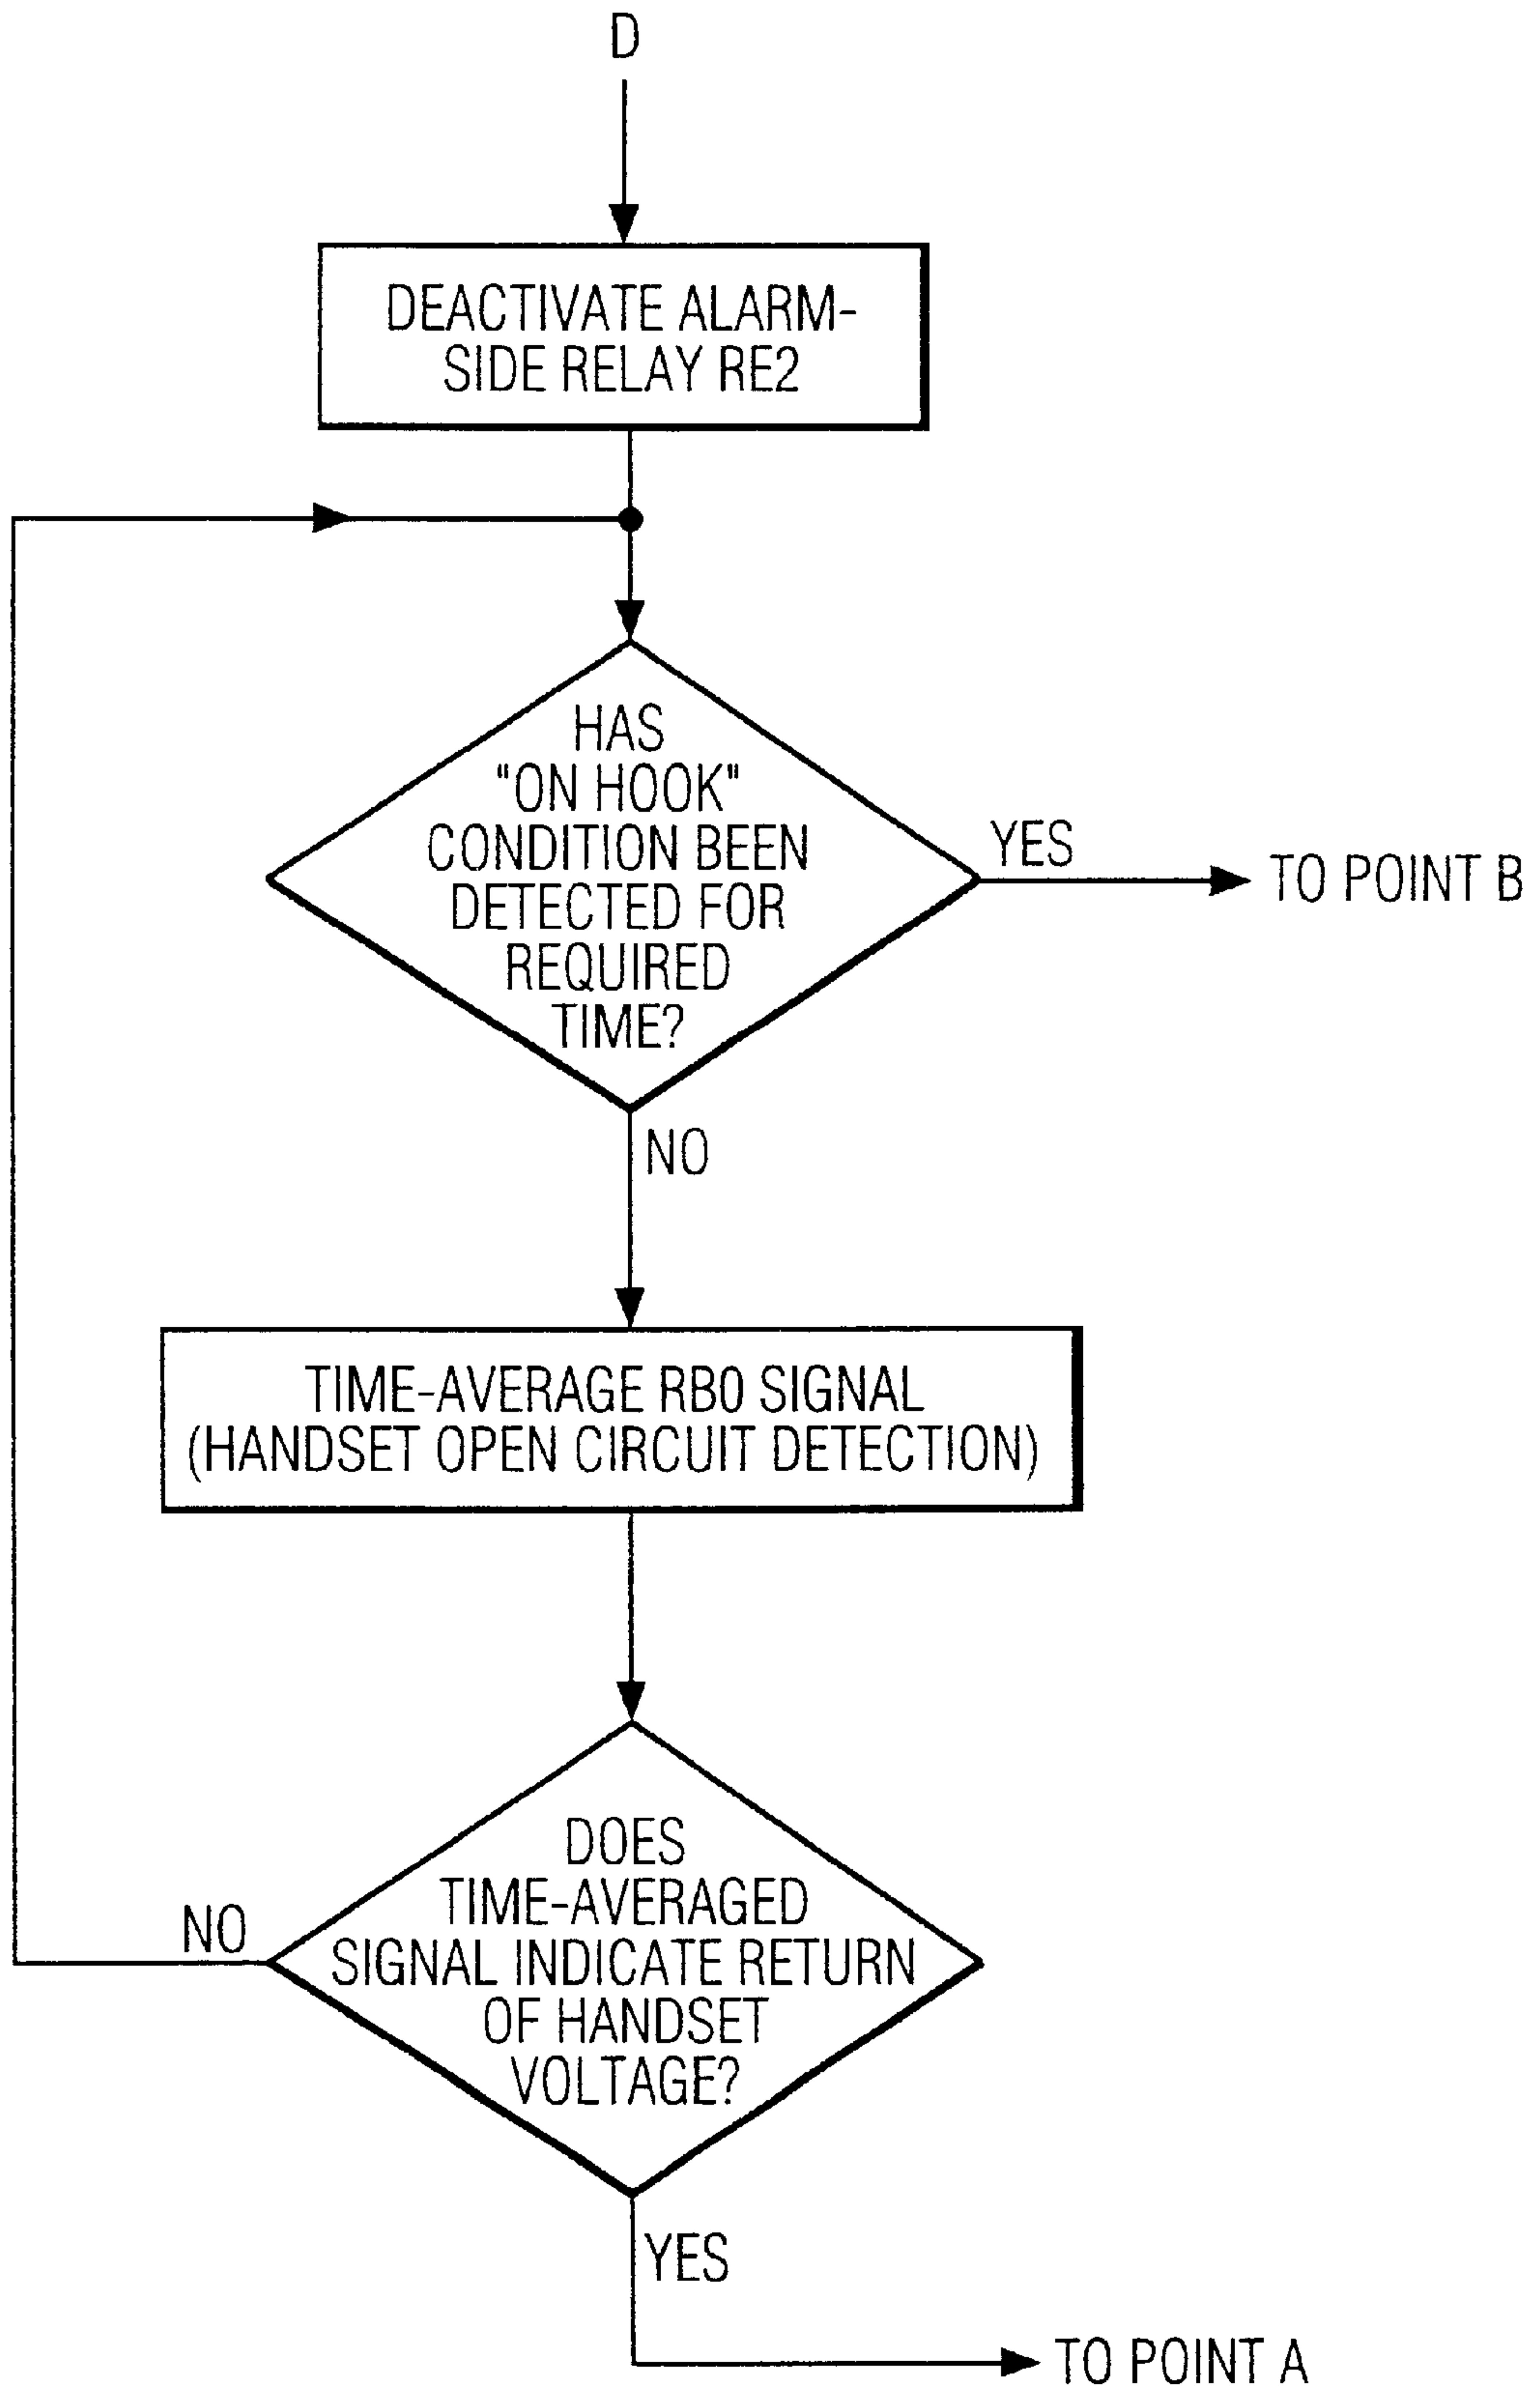 D
DEACTIVATE ALARM-
SIDE RELAY RE2
HAS
"ON HOOK"
CONDITION BEEN
DETECTED FOR
REQUIRED
TIME?
YES
TO POINT B
NO
TIME-AVERAGE RB0 SIGNAL
(HANDSET OPEN CIRCUIT DETECTION)
DOES
TIME-AVERAGED
SIGNAL INDICATE RETURN
OF HANDSET
VOLTAGE?
NO
YES
TO POINT A